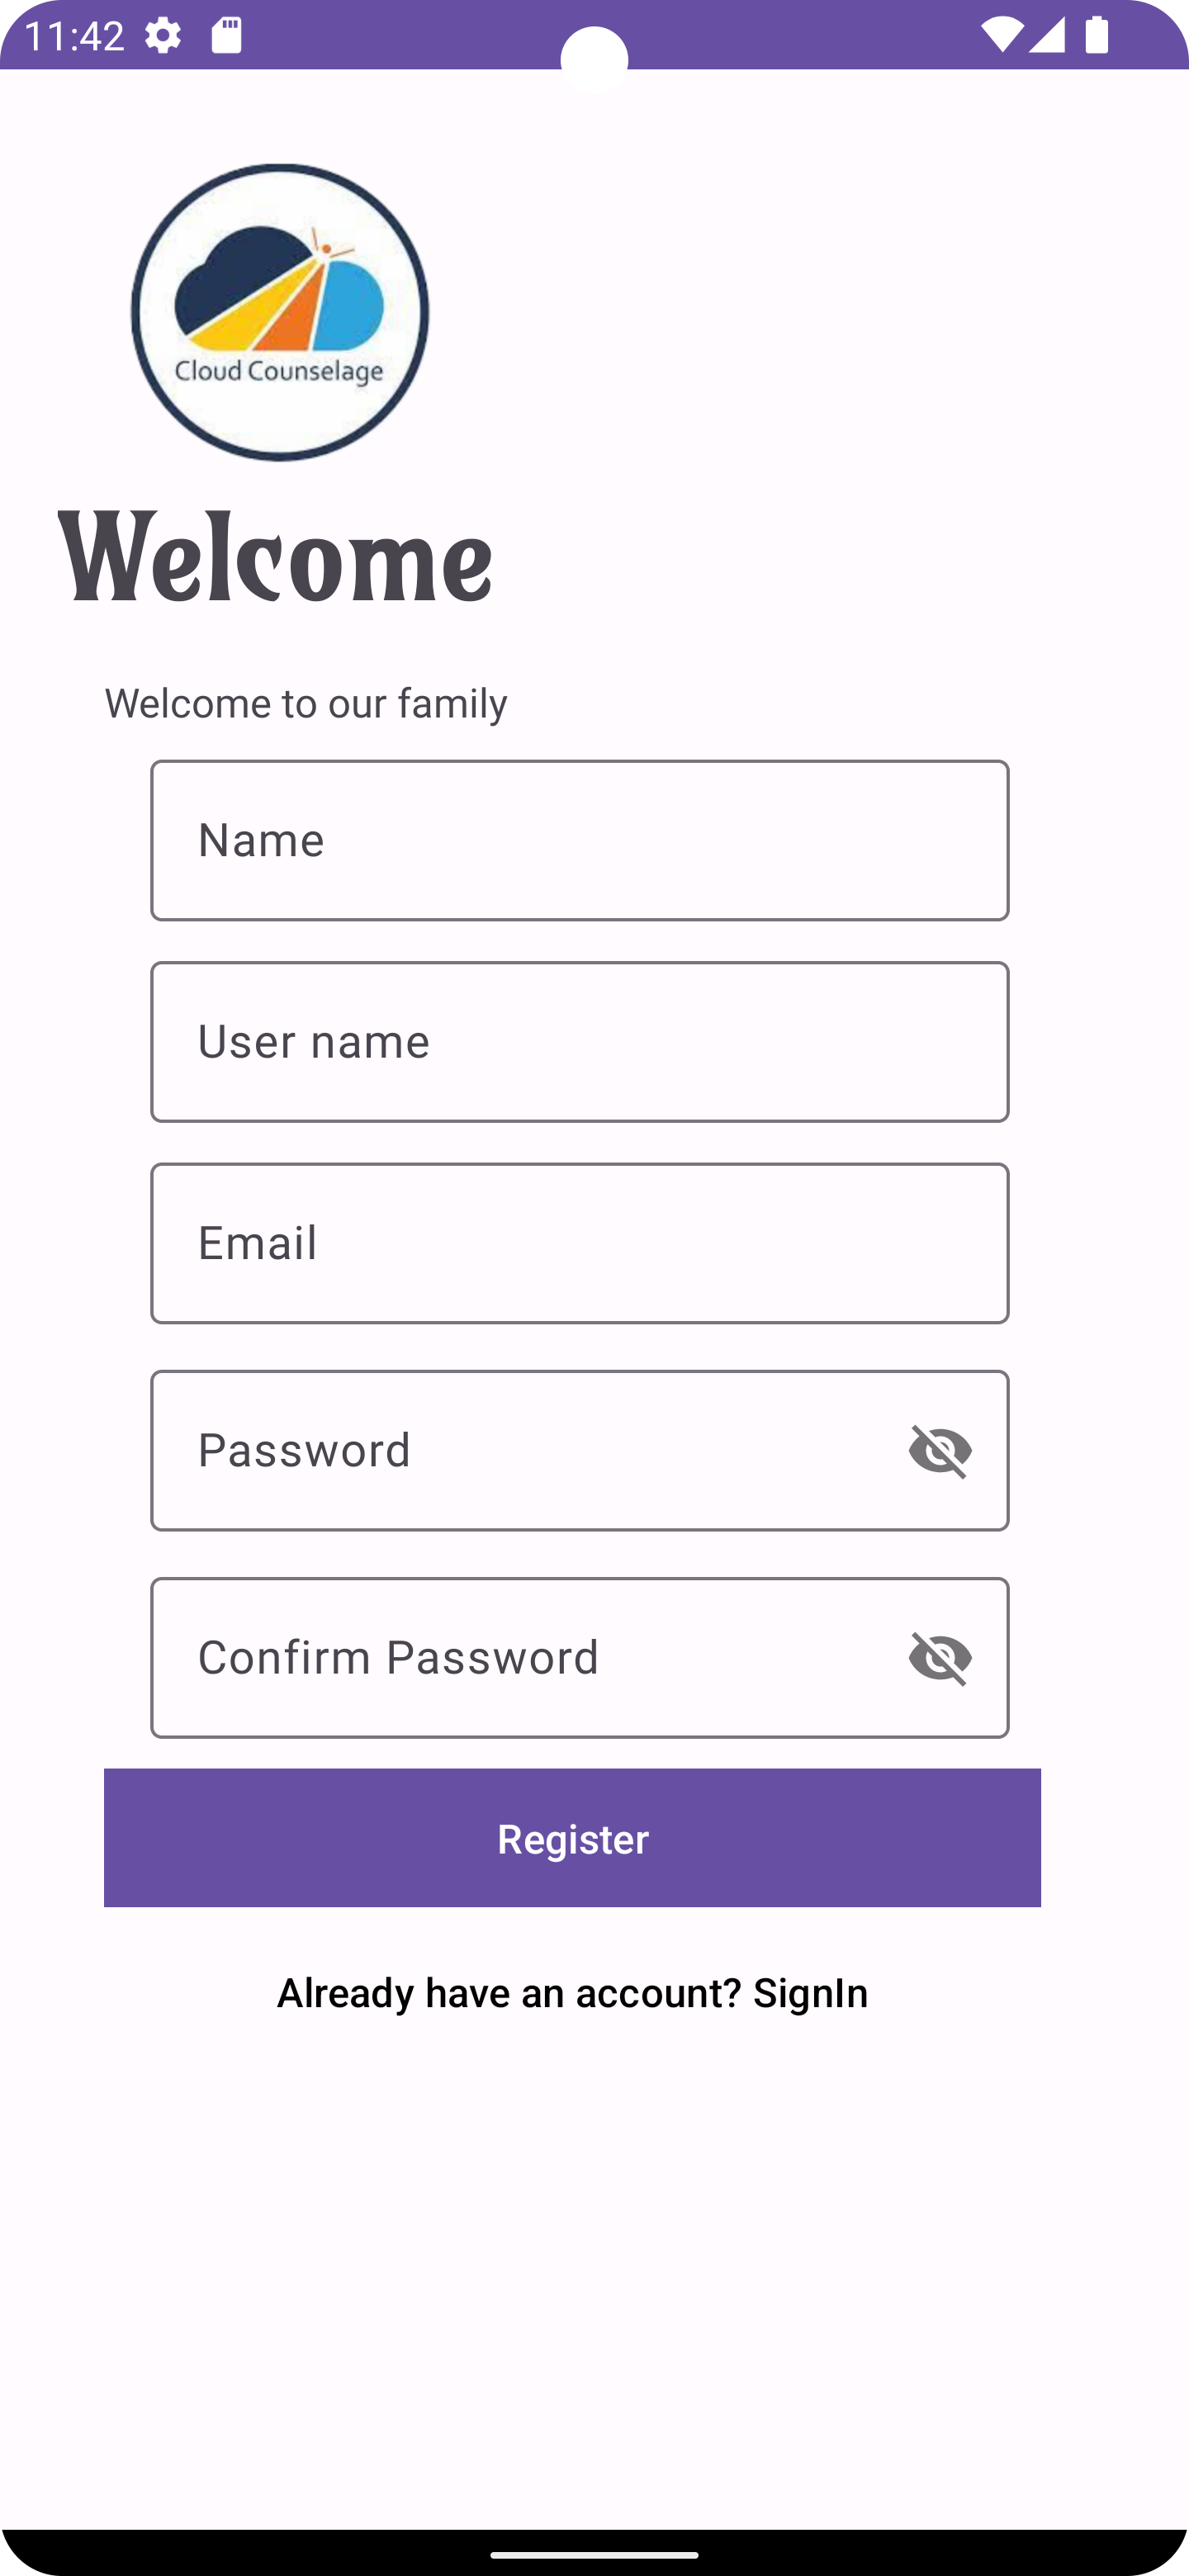 11:42
Cloud Counselage
Welcome
Welcome to our family
Name
User name
Email
Password
Confirm Password
Register
Already have an account? SignIn